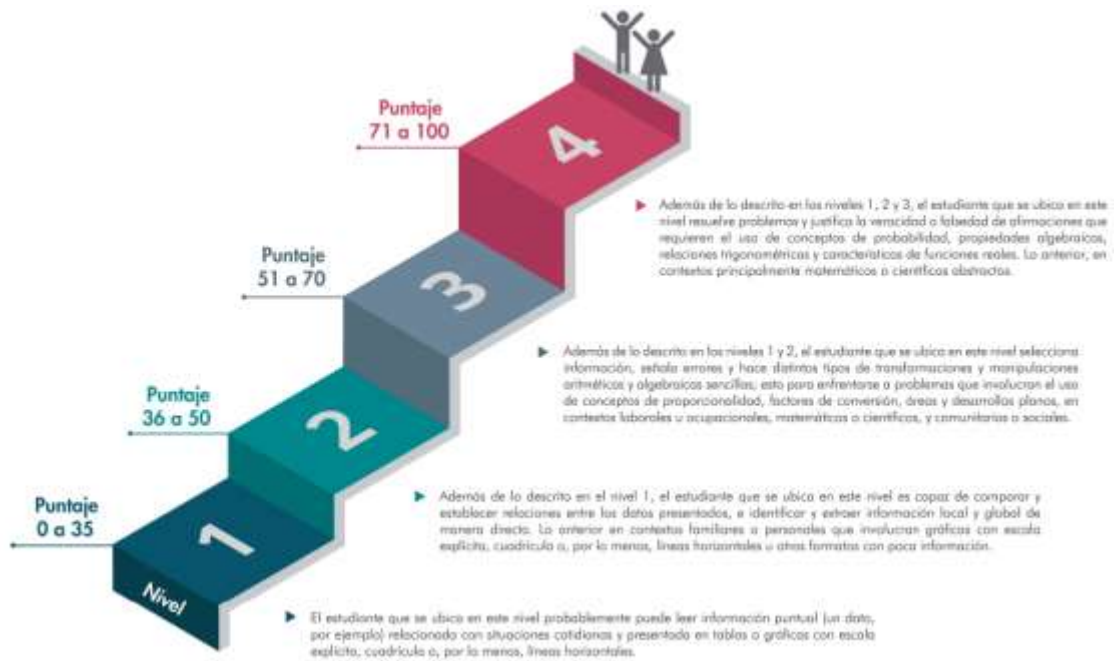 Puntaje
71 a 100
4
Además de lo descrito en los niveles 1, 2 y 3, el estudiante que se ubica en este
nivel resuelve problemas y justifica la veracidad o falsedad de afirmaciones que
requieren el uso de conceptos de probabilidad, propiedades algebraicas,
relaciones trigonométricas y características de funciones reales. Lo anterior, en
contextos principalmente matemáticos o científicos abstractos.
Puntaje
51 a 70
3
Además de lo descrito en los niveles 1 y 2, el estudiante que se ubica en este nivel selecciona
información, señala errores y hace distintos tipos de transformaciones y manipulaciones
aritméticas y algebraicas sencillas; esto para enfrentarse a problemas que involucran el uso
de conceptos de proporcionalidad, factores de conversión, áreas y desarrollos planos, en
contextos laborales u ocupacionales, matemáticos o científicos, y comunitarios o sociales.
Puntaje
36 a 50
2
Además de lo descrito en el nivel 1, el estudiante que se ubica en este nivel es capaz de comparar y
establecer relaciones entre los datos presentados, e identificar y extraer información local y global de
manera directa. Lo anterior en contextos familiares o personales que involucran gráficas con escala
explícita, cuadrícula o, por lo menos, líneas horizontales u otros formatos con poca información.
Puntaje
0 a 35
1
Nivel
El estudiante que se ubica en este nivel probablemente puede leer información puntual (un dato,
por ejemplo) relacionada con situaciones cotidianas y presentada en tablas o gráficas con escala
explícita, cuadrícula o, por lo menos, líneas horizontales.